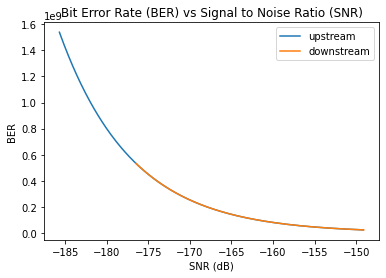 Bit Error Rate (BER) vs Signal to Noise Ratio (SNR)
1e9
1.6
1.4
1.2
1.0
0.8
0.6
0.4
0.2
0.0
BER
upstream
downstream
−185 −180 −175 −170 −165 −160 −155 −150
SNR (dB)